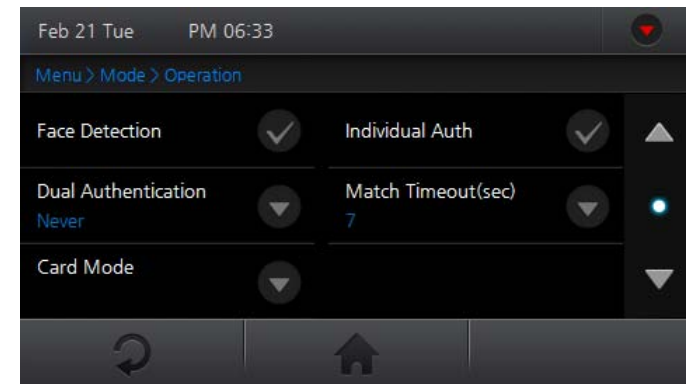 Feb 21 Tue PM 06:33
Menu > Mode > Operation
Face Detection
Individual Auth
Dual Authentication
Never
Match Timeout(sec)
7
Card Mode